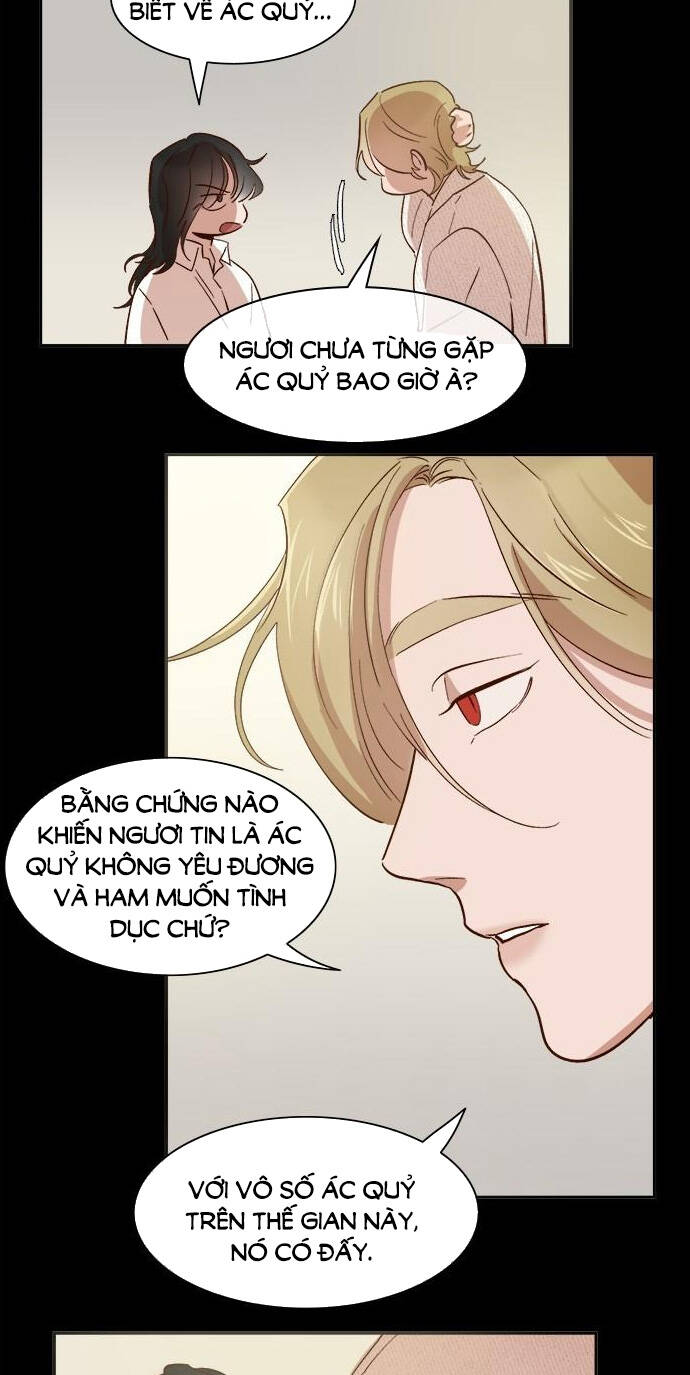 BIẾT VỀ ÁC QUỶ...
NGƯƠI CHƯA TỪNG GẶP
ÁC QUỶ BAO GIỜ À?
BẰNG CHỨNG NÀO
KHIẾN NGƯƠI TIN LÀ ÁC
QUỶ KHÔNG YÊU ĐƯƠNG
VÀ HAM MUỐN TÌNH
DỤC CHỨ?
VỚI VÔ SỐ ÁC QUỶ
TRÊN THẾ GIAN NÀY,
NÓ CÓ ĐẤY.